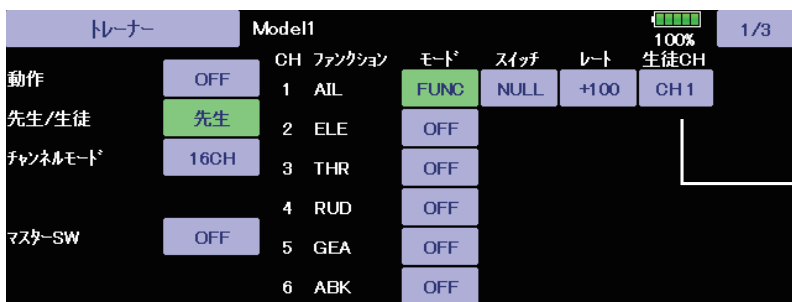 トレーナー Model1 100% 1/3
CH ファンクション モード スイッチ レート 生徒CH
動作 OFF 1 AIL FUNC NULL +100 CH1
先生/生徒 先生 2 ELE OFF
チャンネルモード 16CH 3 THR OFF
4 RUD OFF
マスターSW OFF 5 GEA OFF
6 ABK OFF